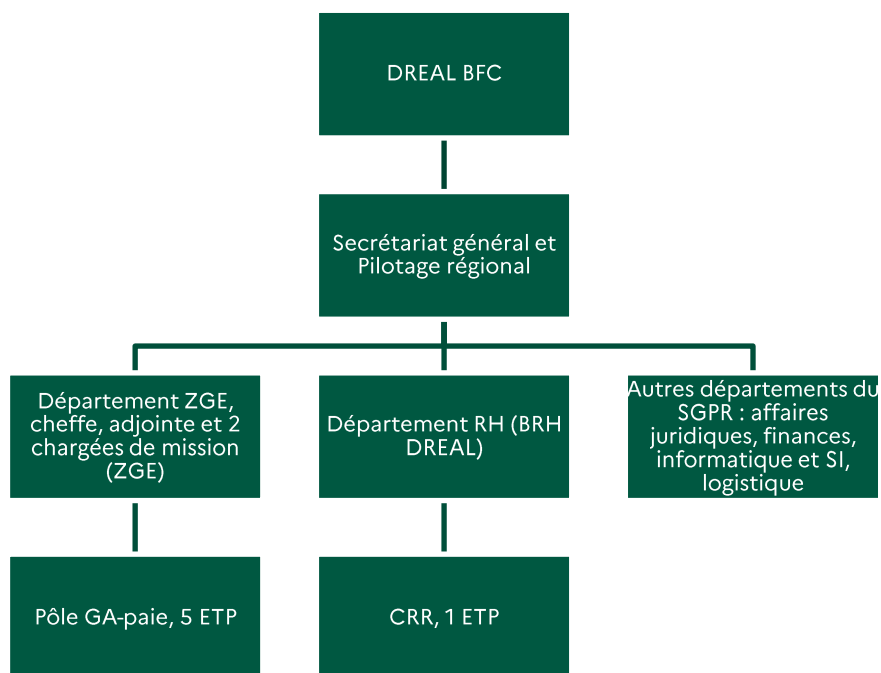 DREAL BFC
Secrétariat général et
Pilotage régional
Département ZGE,
cheffe, adjointe et 2
chargées de mission
(ZGE)
Département RH (BRH
DREAL)
Autres départements du
SGPR : affaires
juridiques, finances,
informatique et SI,
logistique
Pôle GA-paie, 5 ETP
CRR, 1 ETP